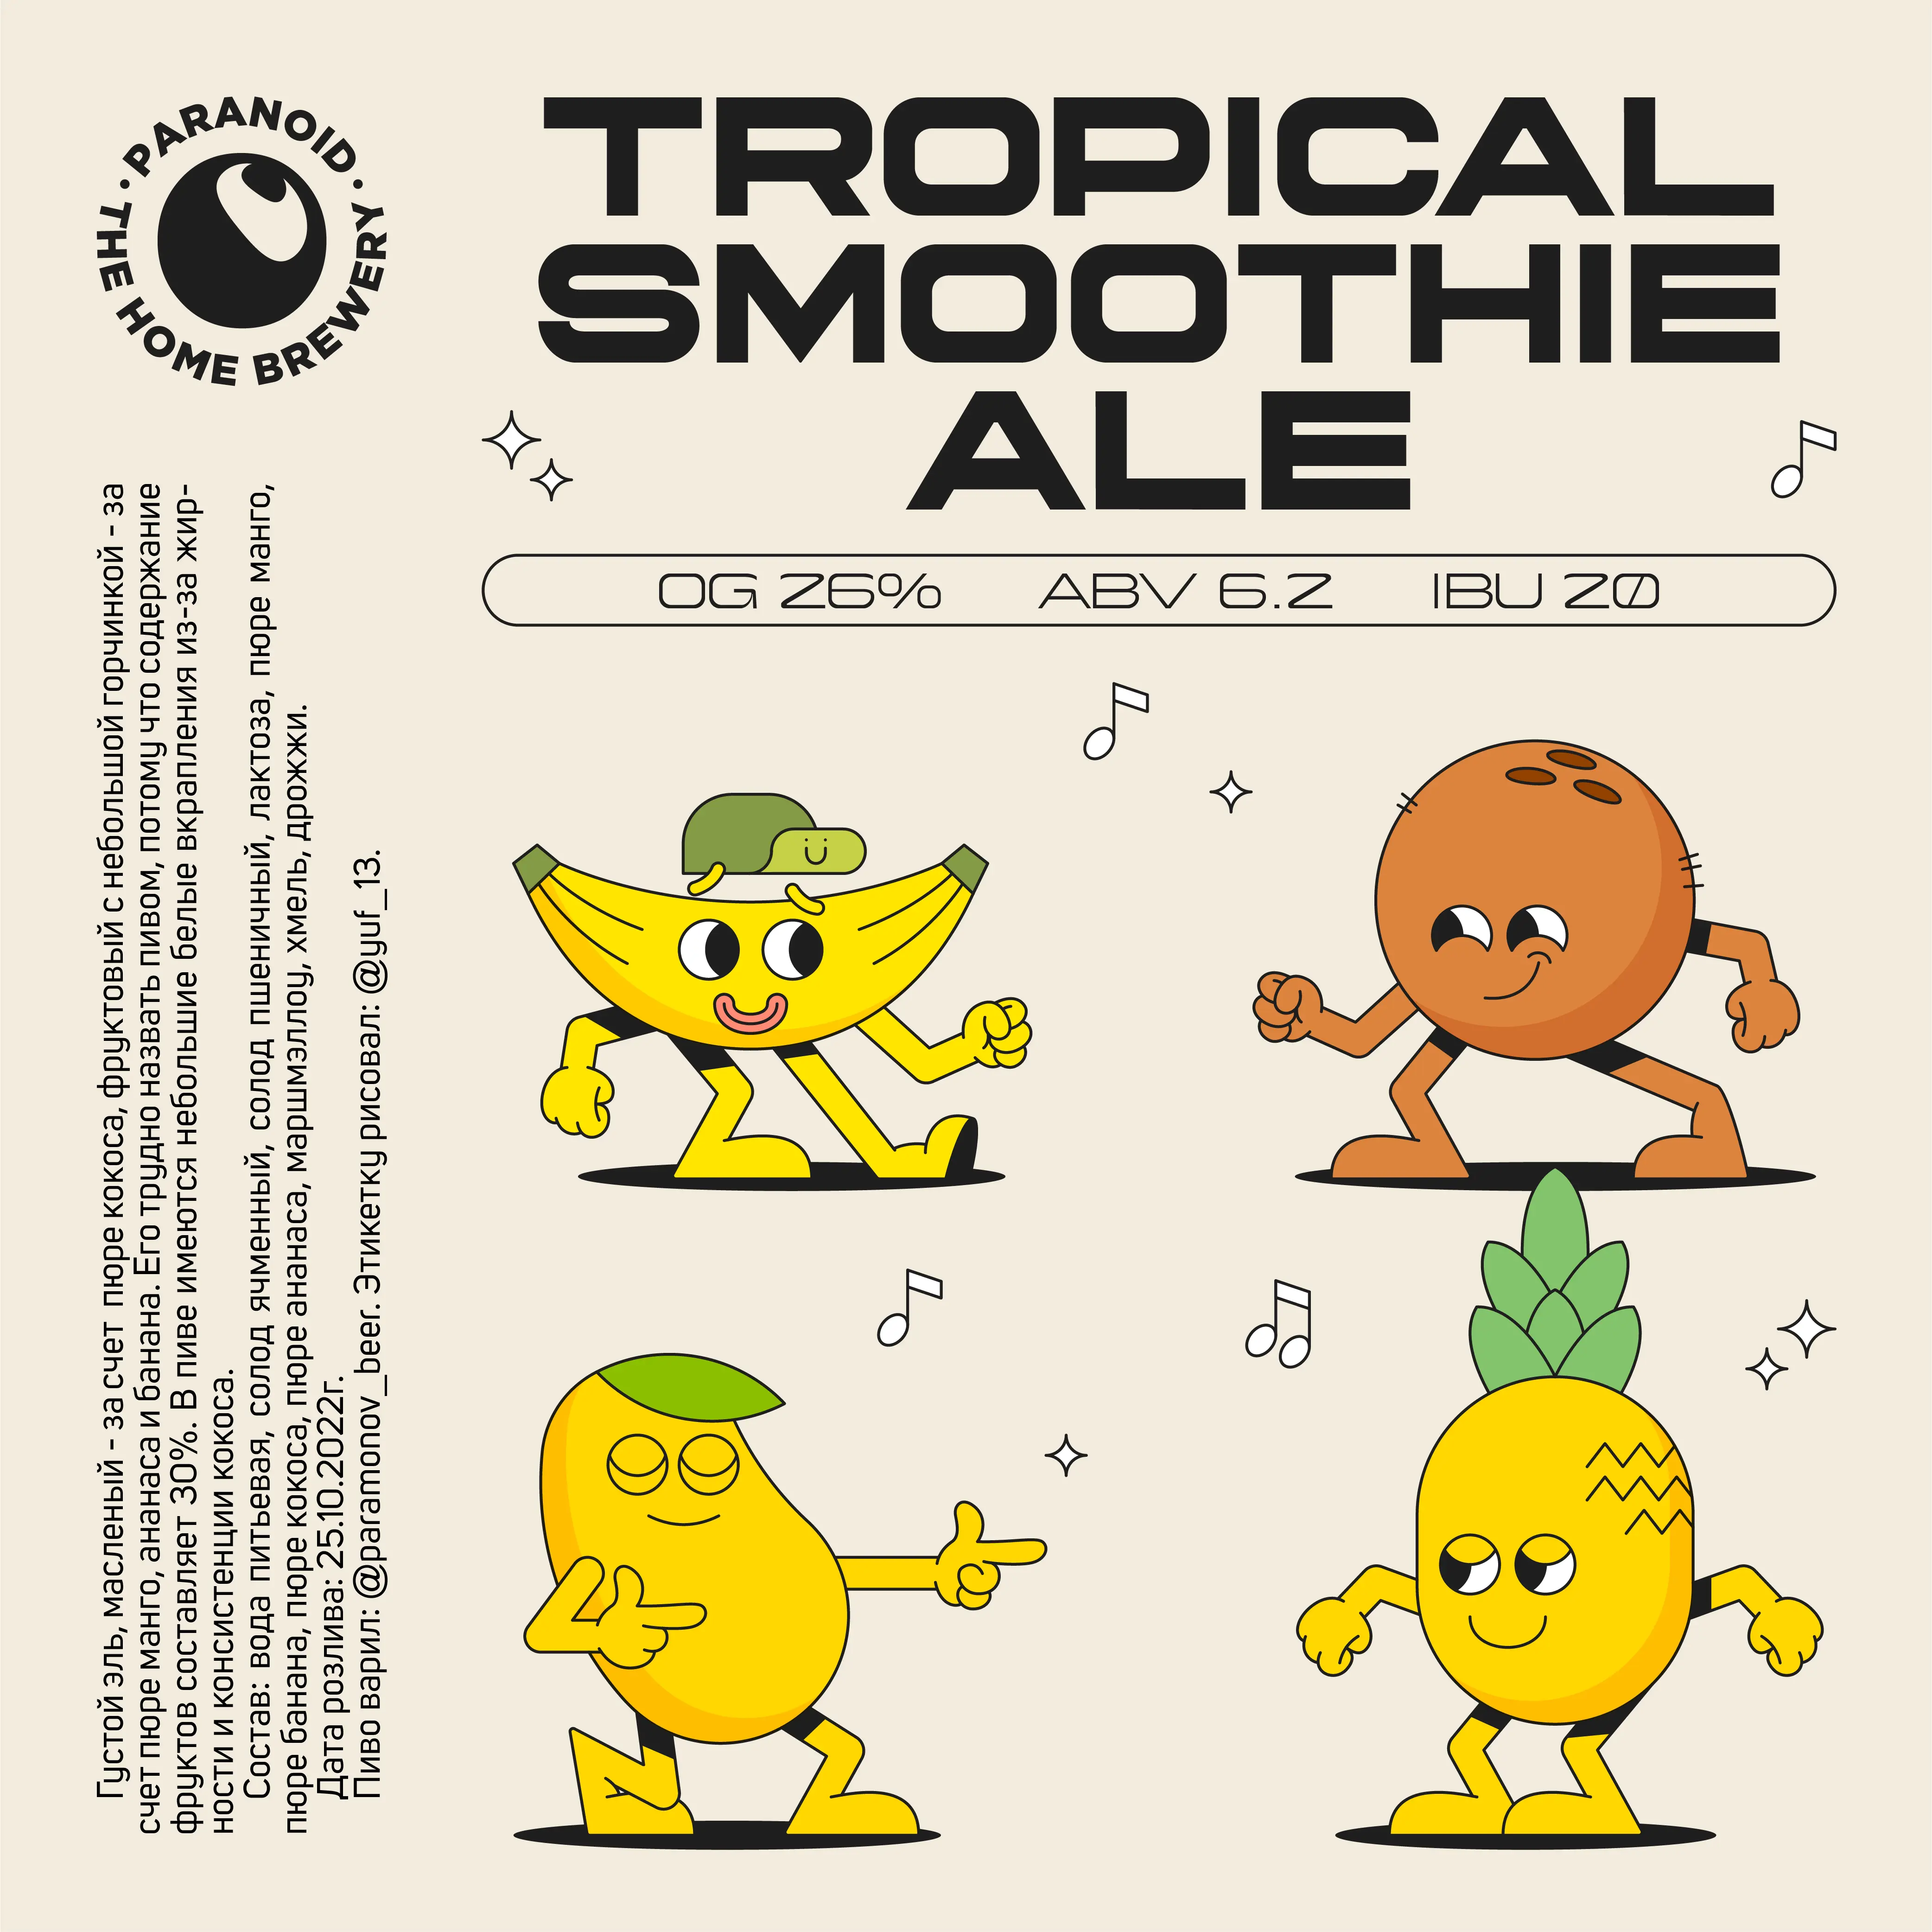 · PARANOID ·
THE HOME BREWERY
TROPICAL
SMOOTHIE
ALE
OG 26% ABV 6.2 IBU 20
Густой эль, масленый - за счет пюре кокоса, фруктовый с небольшой горчинкой - за
счет пюре манго, ананаса и банана. Его трудно назвать пивом, потому что содержание
фруктов составляет 30%. В пиве имеются небольшие белые вкрапления из-за жир-
ности и консистенции кокоса.
Состав: вода питьевая, солод ячменный, солод пшеничный, лактоза, пюре манго,
пюре банана, пюре кокоса, пюре ананаса, маршмэллоу, хмель, дрожжи.
Дата розлива: 25.10.2022г.
Пиво варил: @paramonov_beer. Этикетку рисовал: @yuf_13.